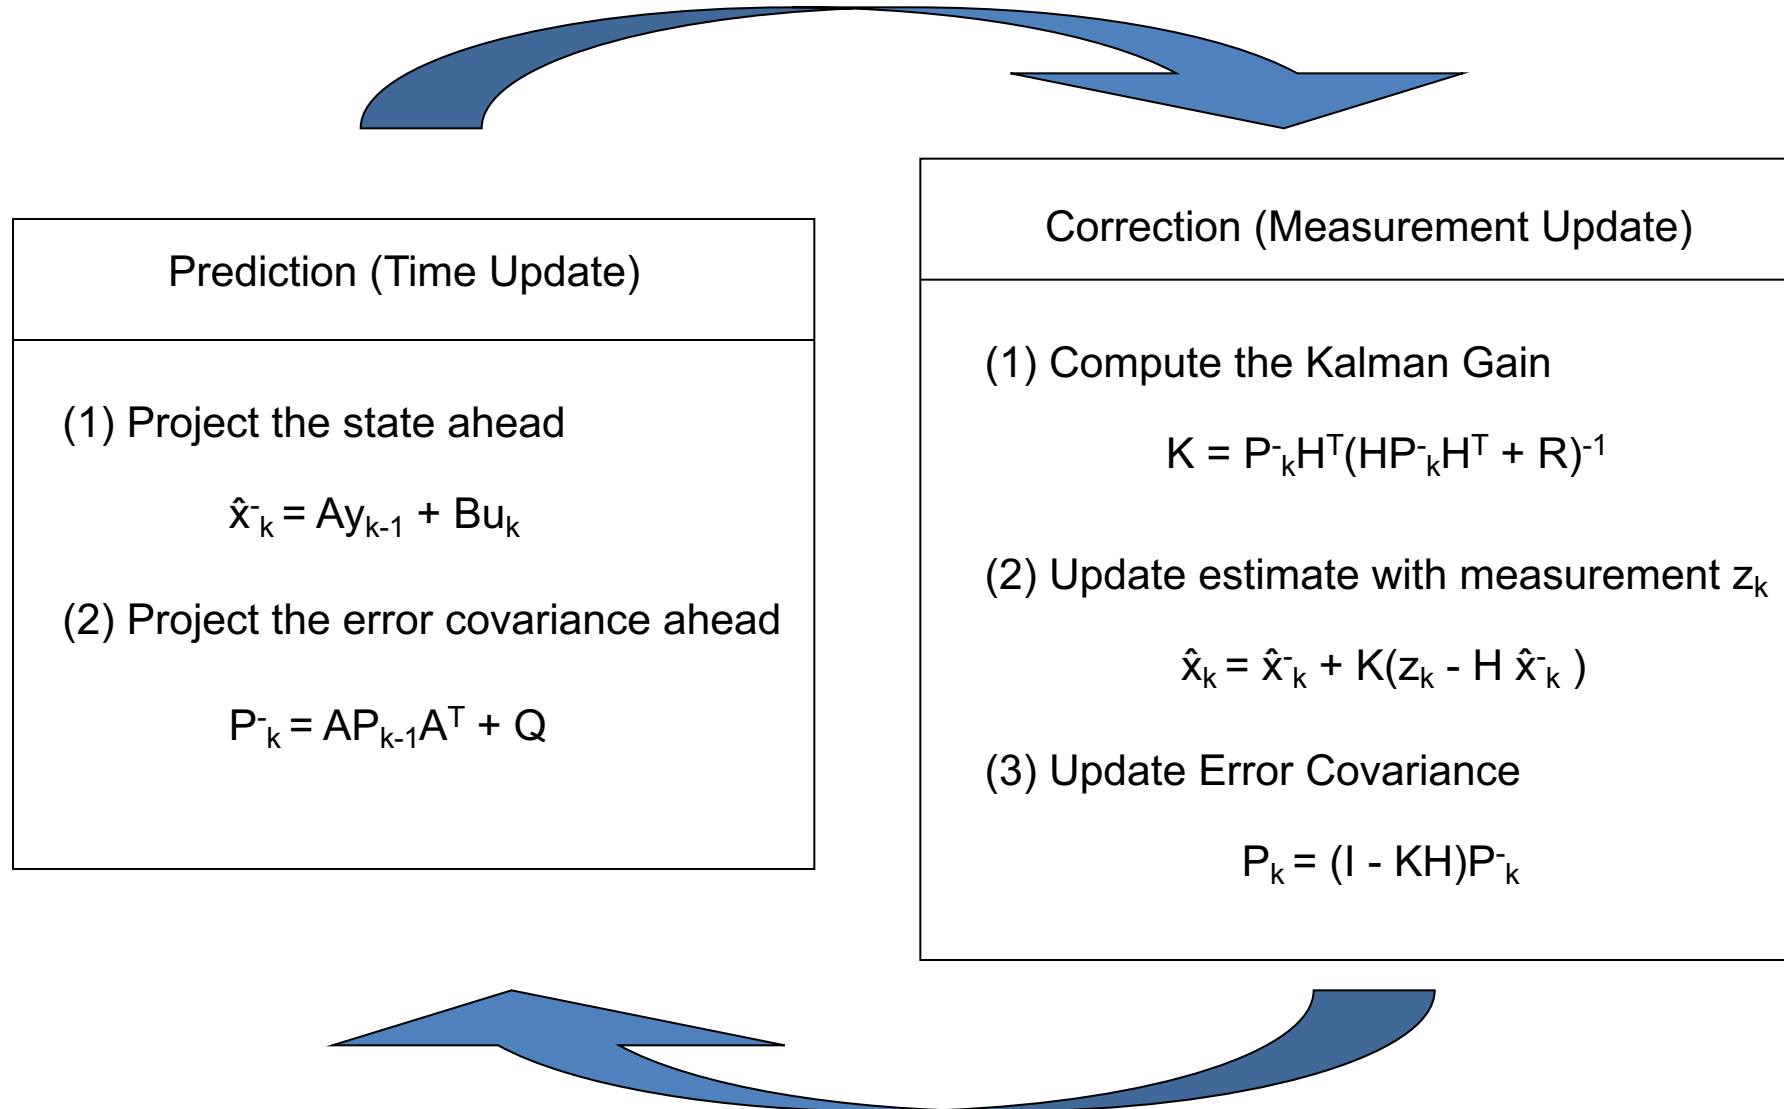 Prediction (Time Update)
(1) Project the state ahead
x̂⁻ₖ = Ayₖ₋₁ + Buₖ
(2) Project the error covariance ahead
P⁻ₖ = APₖ₋₁Aᵀ + Q
Correction (Measurement Update)
(1) Compute the Kalman Gain
K = P⁻ₖHᵀ(HP⁻ₖHᵀ + R)⁻¹
(2) Update estimate with measurement zₖ
x̂ₖ = x̂⁻ₖ + K(zₖ - H x̂⁻ₖ )
(3) Update Error Covariance
Pₖ = (I - KH)P⁻ₖ